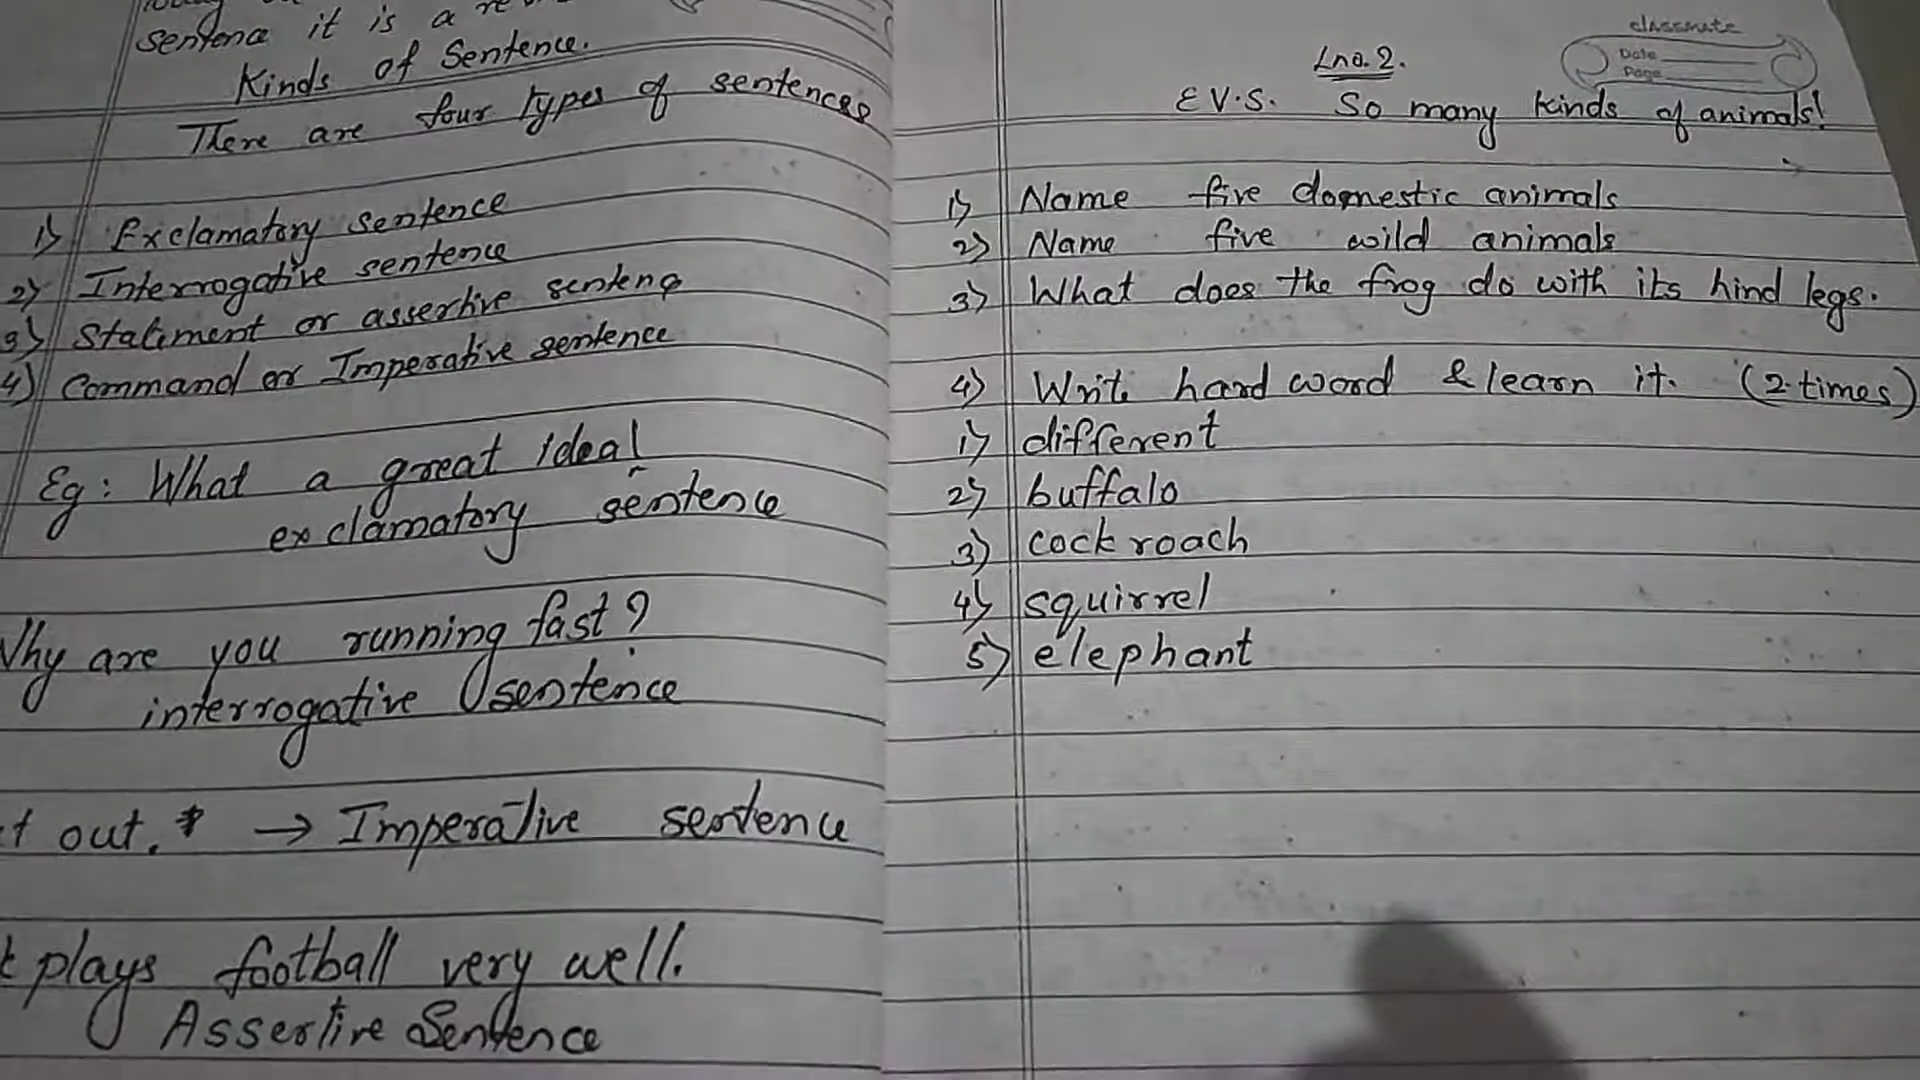 sentence it is a
Kinds of Sentence.
There are four types of sentences
1) Exclamatory sentence
2) Interrogative sentence
3) Statement or assertive sentence
4) Command or Imperative sentence
Eg: What a great idea!
exclamatory sentence
Why are you running fast?
interrogative sentence
out. → Imperative sentence
plays football very well.
Assertive Sentence
classmate
Date
Page
Lno. 2.
E V.S. So many kinds of animals!
1) Name five domestic animals
2) Name five wild animals
3) What does the frog do with its hind legs.
4) Write hard word & learn it. (2 times)
1) different
2) buffalo
3) cockroach
4) squirrel
5) elephant